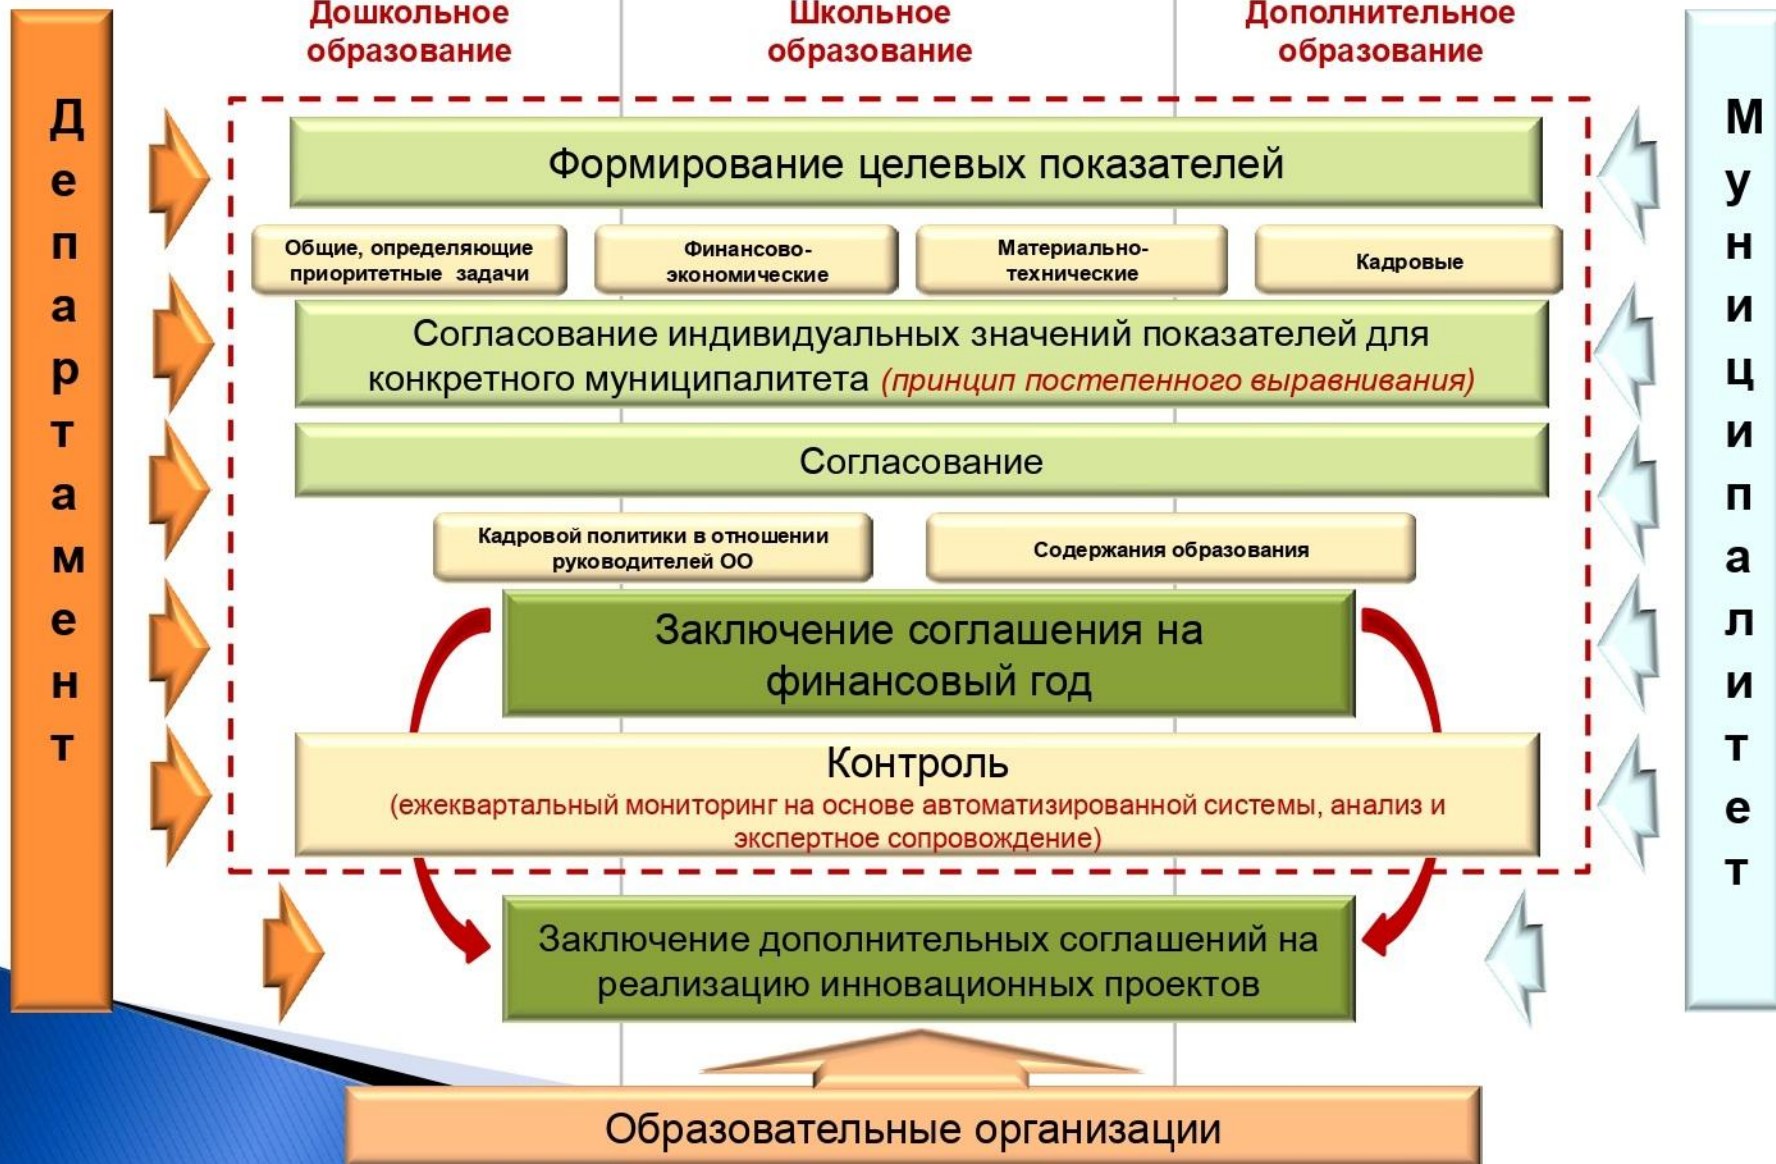 Дошкольное
образование
Школьное
образование
Дополнительное
образование
Департамент
Муниципалитет
Формирование целевых показателей
Общие, определяющие
приоритетные задачи
Финансово-
экономические
Материально-
технические
Кадровые
Согласование индивидуальных значений показателей для
конкретного муниципалитета (принцип постепенного выравнивания)
Согласование
Кадровой политики в отношении
руководителей ОО
Содержания образования
Заключение соглашения на
финансовый год
Контроль
(ежеквартальный мониторинг на основе автоматизированной системы, анализ и
экспертное сопровождение)
Заключение дополнительных соглашений на
реализацию инновационных проектов
Образовательные организации